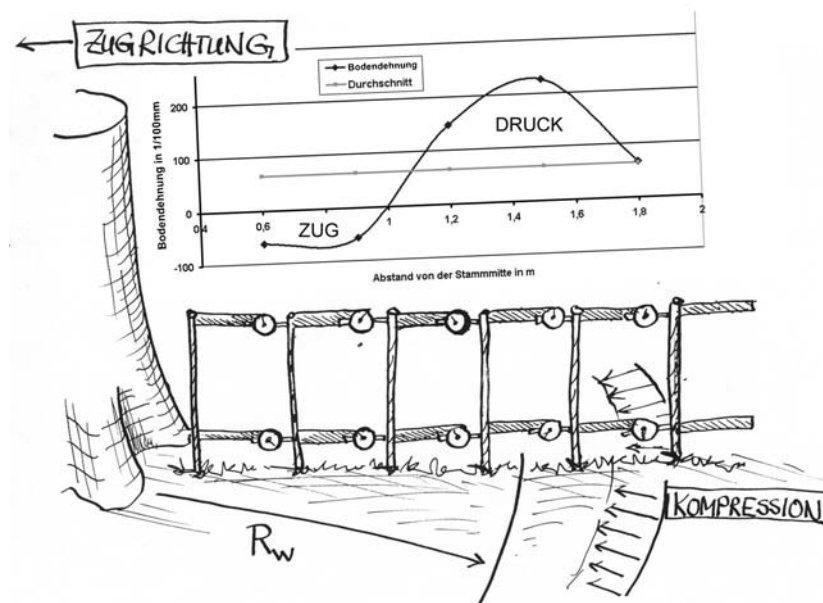 ZUGRICHTUNG
Bodendehnung
Durchschnitt
Bodendehnung in 1/100mm
200
100
0
-100
DRUCK
ZUG
0,4
0,6
0,8
1
1,2
1,4
1,6
1,8
2
Abstand von der Stammmitte in m
KOMPRESSION
Rw